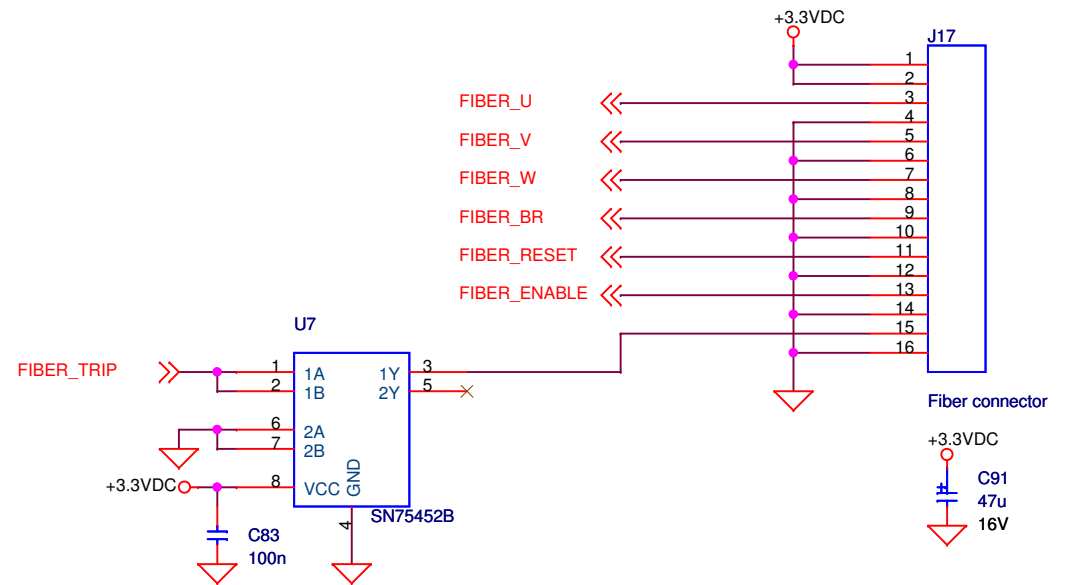 +3.3VDC
J17
1
2
FIBER_U 3
4
FIBER_V 5
6
FIBER_W 7
8
FIBER_BR 9
10
FIBER_RESET 11
12
FIBER_ENABLE 13
14
15
16
Fiber connector
U7
FIBER_TRIP 1 1A 1Y 3
2 1B 2Y 5
6 2A
7 2B
+3.3VDC 8 VCC GND
4 SN75452B
C83
100n
+3.3VDC
C91
47u
16V